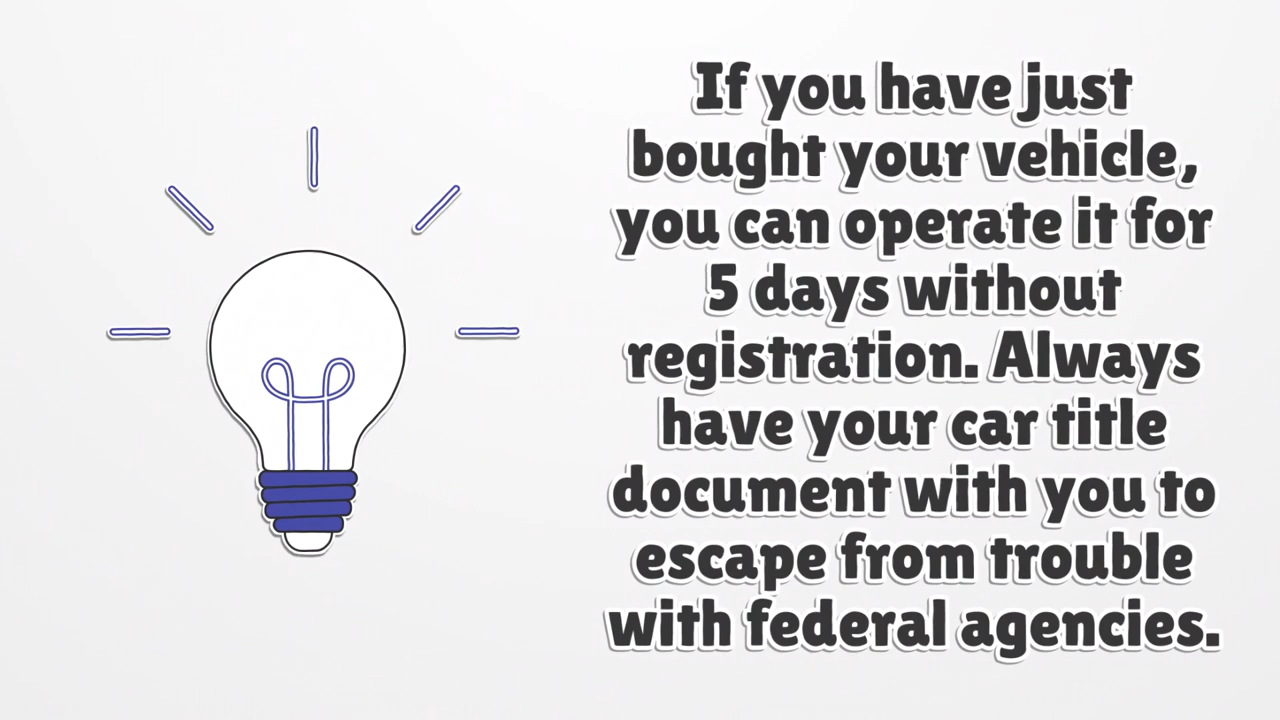 If you have just
bought your vehicle,
you can operate it for
5 days without
registration. Always
have your car title
document with you to
escape from trouble
with federal agencies.